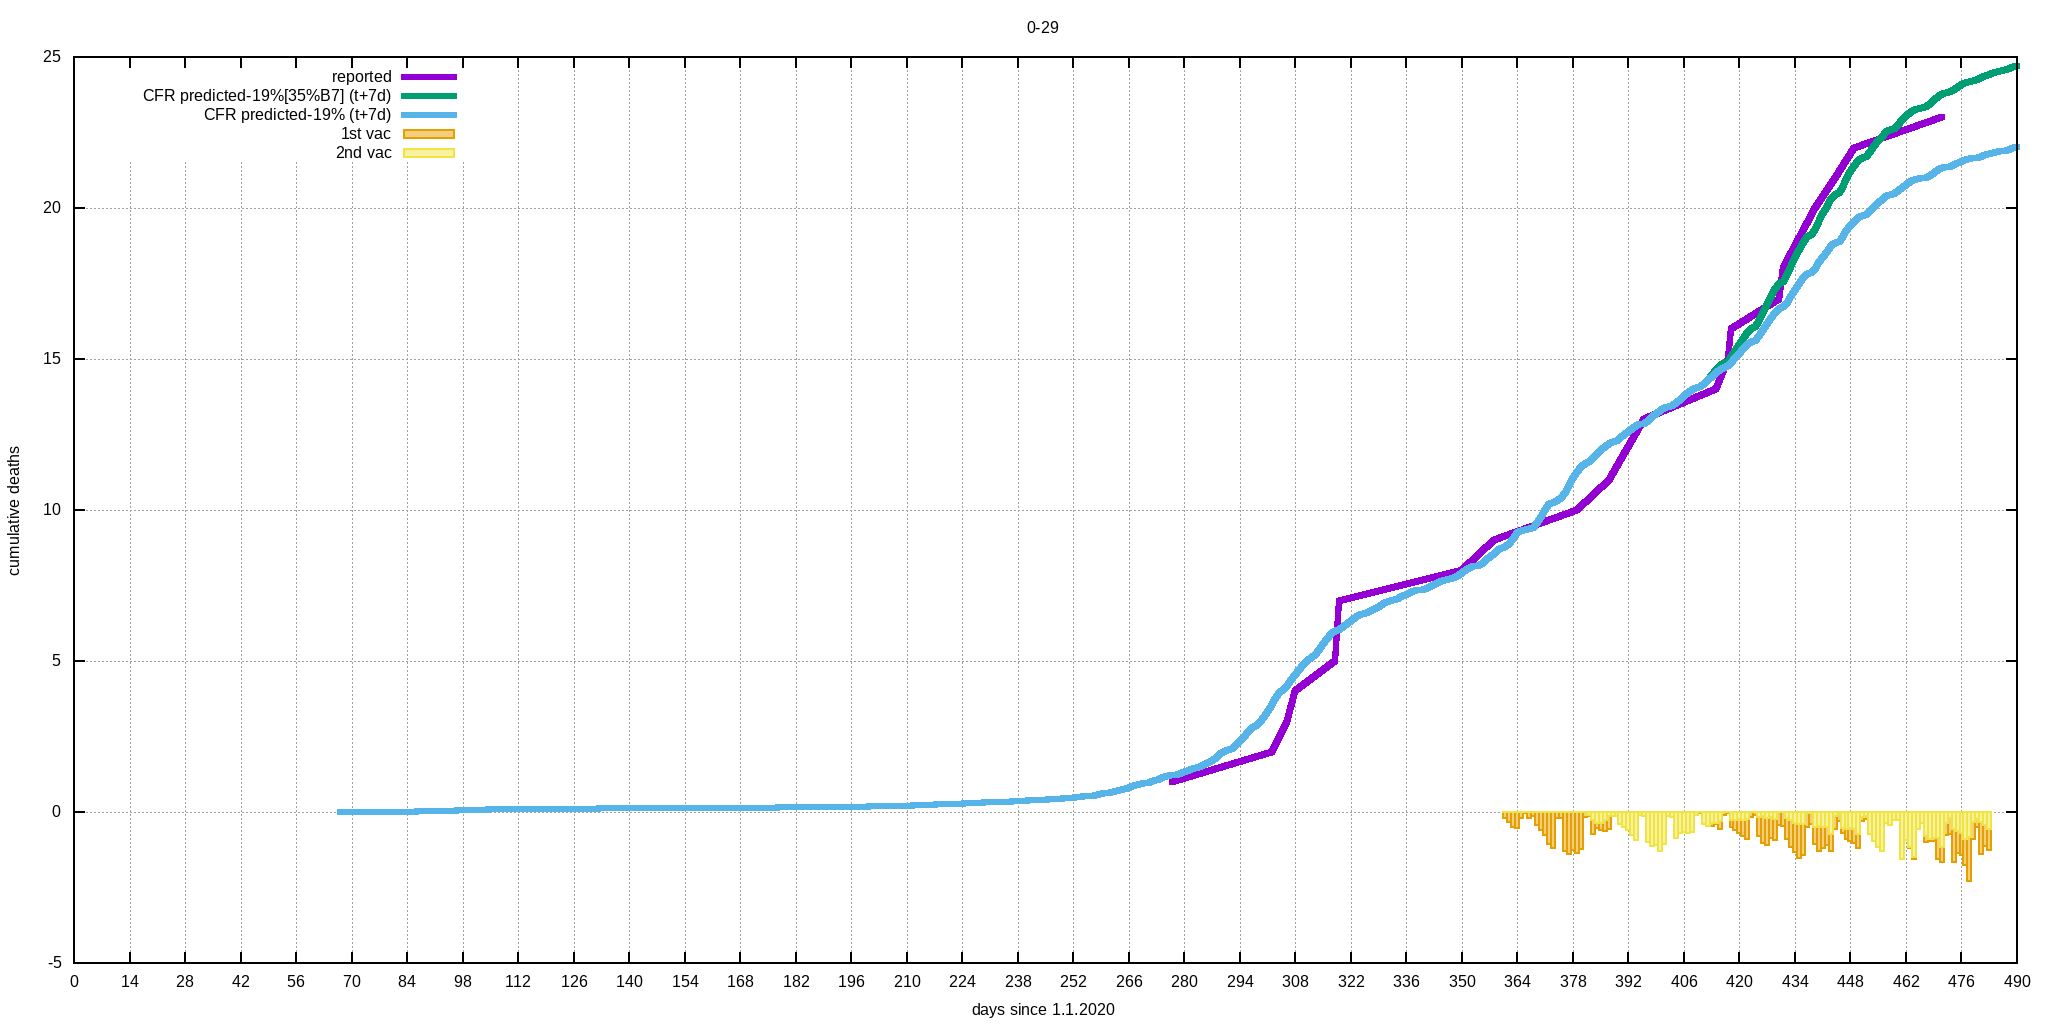 0-29
25
20
15
10
5
0
-5
cumulative deaths
reported
CFR predicted-19%[35%B7] (t+7d)
CFR predicted-19% (t+7d)
1st vac
2nd vac
0 14 28 42 56 70 84 98 112 126 140 154 168 182 196 210 224 238 252 266 280 294 308 322 336 350 364 378 392 406 420 434 448 462 476 490
days since 1.1.2020